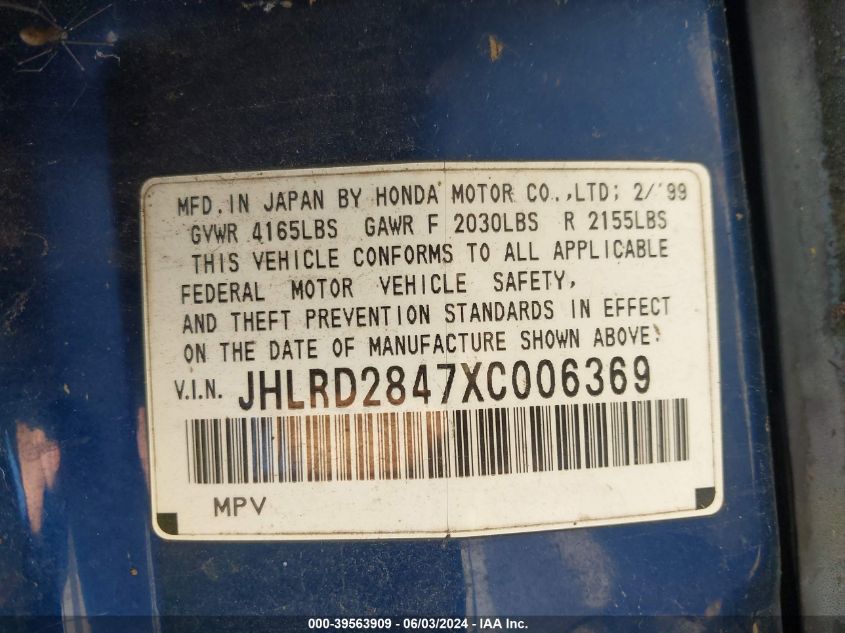 MFD. IN JAPAN BY HONDA MOTOR CO.,LTD; 2/'99
GVWR 4165LBS GAWR F 2030LBS R 2155LBS
THIS VEHICLE CONFORMS TO ALL APPLICABLE
FEDERAL MOTOR VEHICLE SAFETY,
AND THEFT PREVENTION STANDARDS IN EFFECT
ON THE DATE OF MANUFACTURE SHOWN ABOVE.
V.I.N. JHLRD2847XC006369
MPV
000-39563909 - 06/03/2024 - IAA Inc.